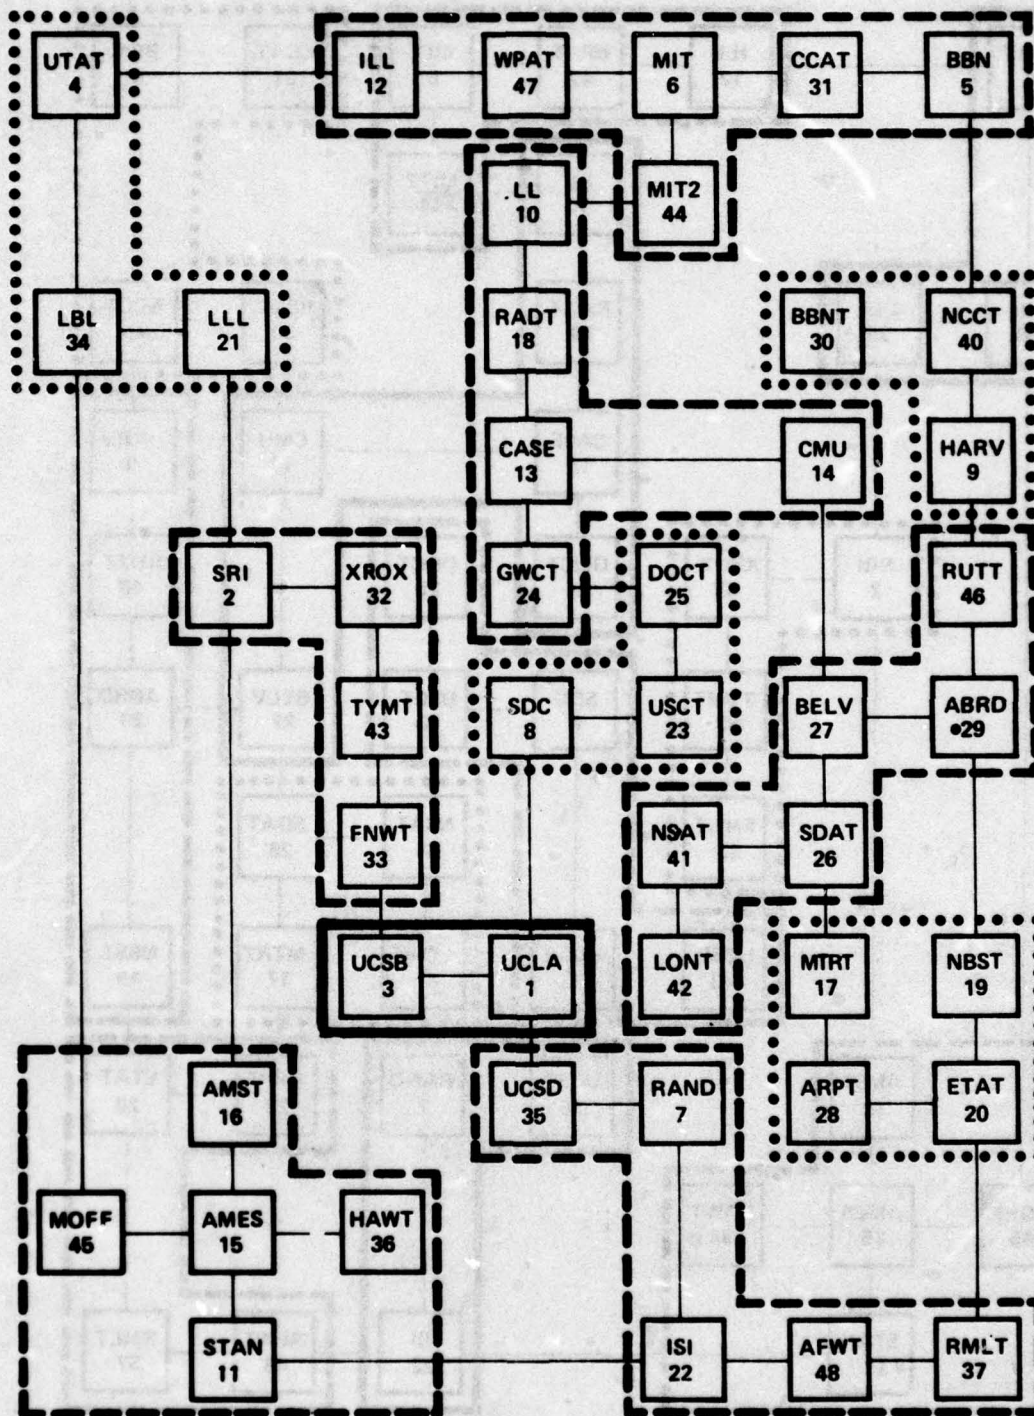 UTAT
4
ILL
12
WPAT
47
MIT
6
CCAT
31
BBN
5
LL
10
MIT2
44
LBL
34
LLL
21
RADT
18
BBNT
30
NCCT
40
CASE
13
CMU
14
HARV
9
SRI
2
XROX
32
GWCT
24
DOCT
25
RUTT
46
TYMT
43
SDC
8
USCT
23
BELV
27
ABRD
29
FNWT
33
NSAT
41
SDAT
26
UCSB
3
UCLA
1
LONT
42
MTRT
17
NBST
19
AMST
16
UCSD
35
RAND
7
ARPT
28
ETAT
20
MOFF
45
AMES
15
HAWT
36
STAN
11
ISI
22
AFWT
48
RMLT
37